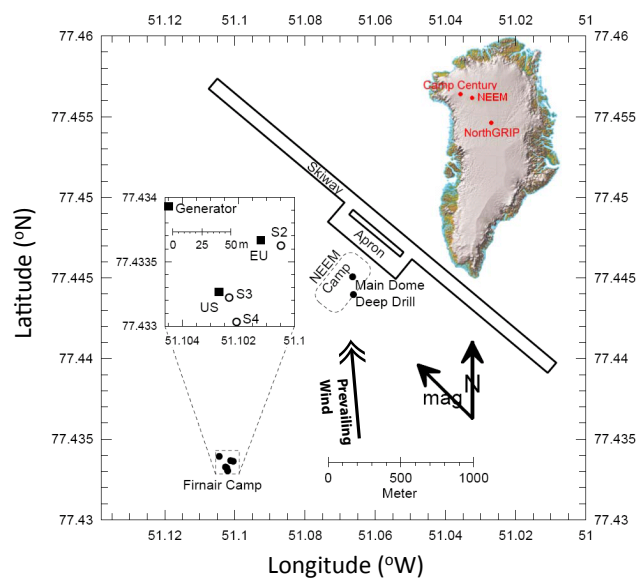 51.12 51.1 51.08 51.06 51.04 51.02 51
77.46 77.46
77.455 77.455
77.45 77.45
77.445 77.445
77.44 77.44
77.435 77.435
77.43 77.43
Camp Century
NEEM
NorthGRIP
Skiway
Apron
NEEM
Camp
Main Dome
Deep Drill
77.434
77.4335
77.433
Generator
0 25 50 m
S2
EU
US
S3
S4
51.104 51.102 51.1
Prevailing
Wind
mag
N
Firnair Camp
0 500 1000
Meter
51.12 51.1 51.08 51.06 51.04 51.02 51
Latitude (ᵒN)
Longitude (ᵒW)